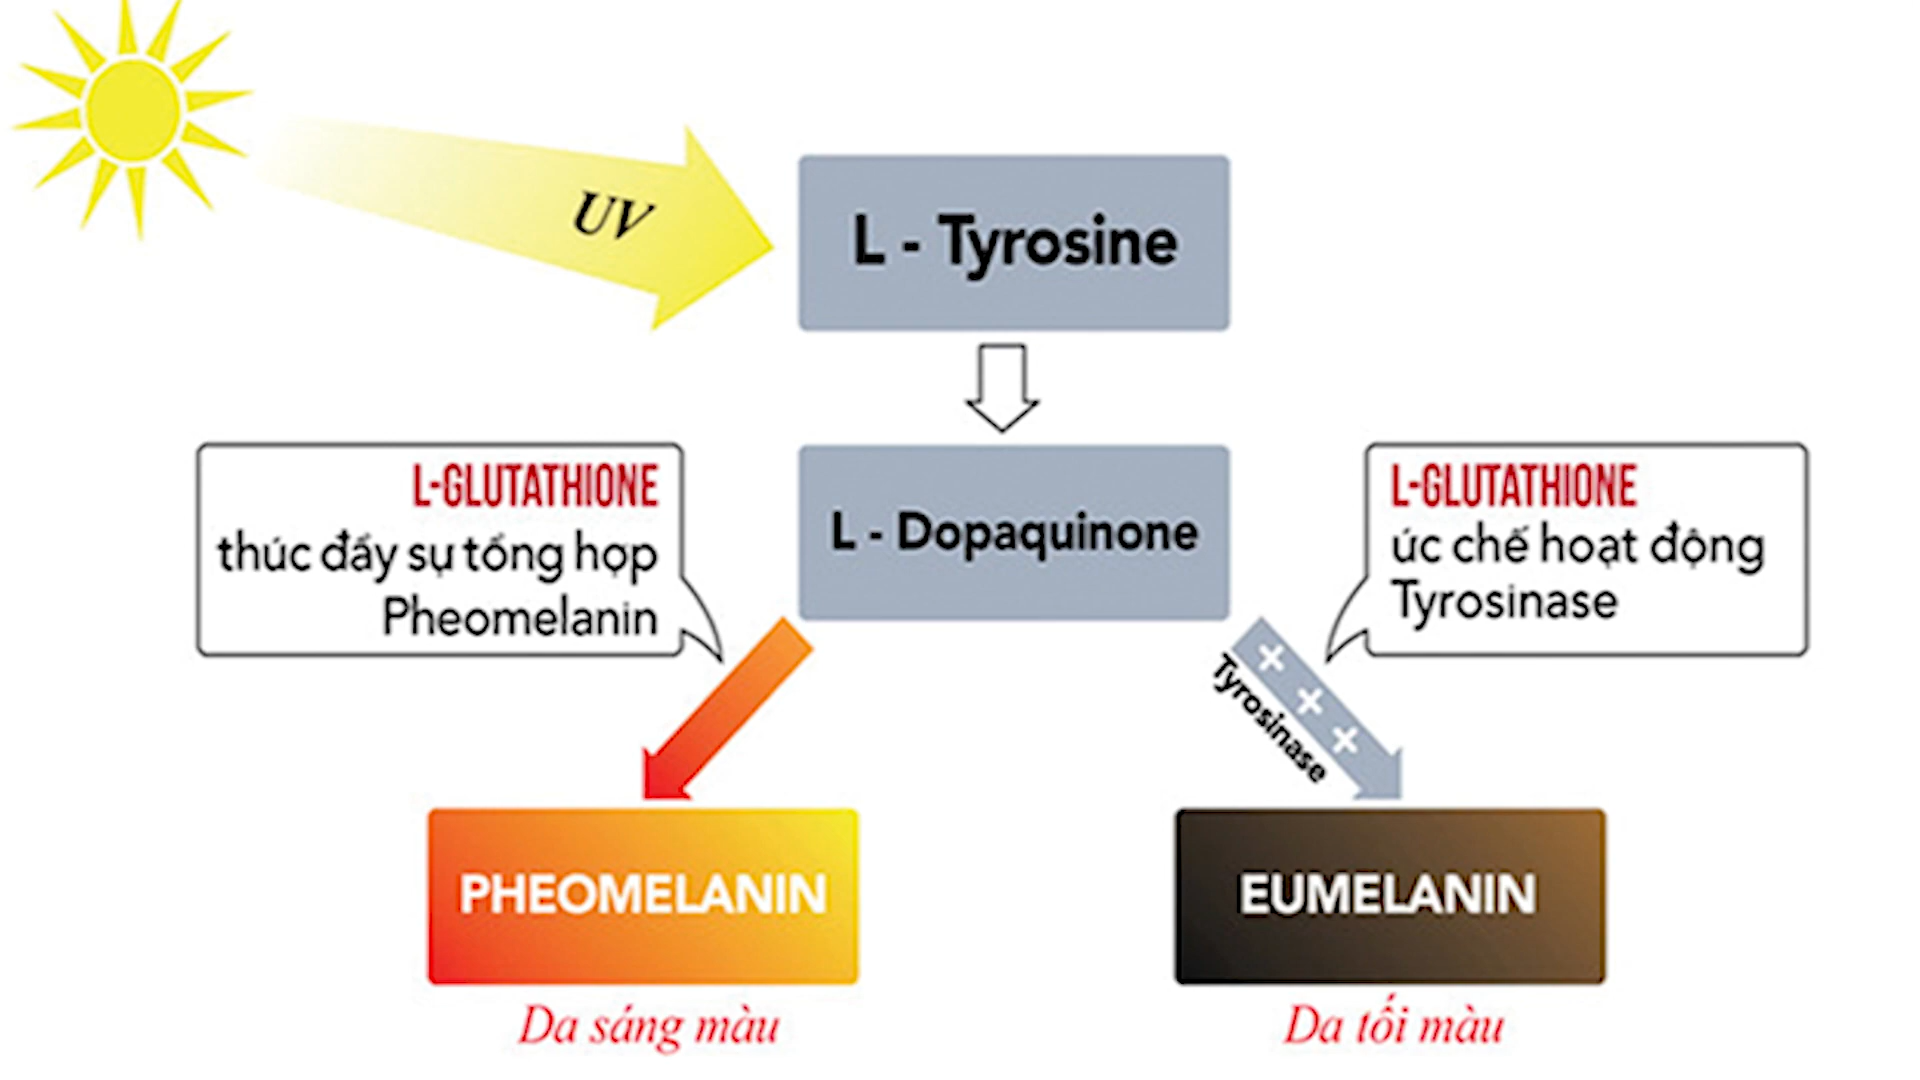 UV
L - Tyrosine
L-GLUTATHIONE
thúc đẩy sự tổng hợp
Pheomelanin
L - Dopaquinone
L-GLUTATHIONE
ức chế hoạt động
Tyrosinase
Tyrosinase
PHEOMELANIN
EUMELANIN
Da sáng màu
Da tối màu